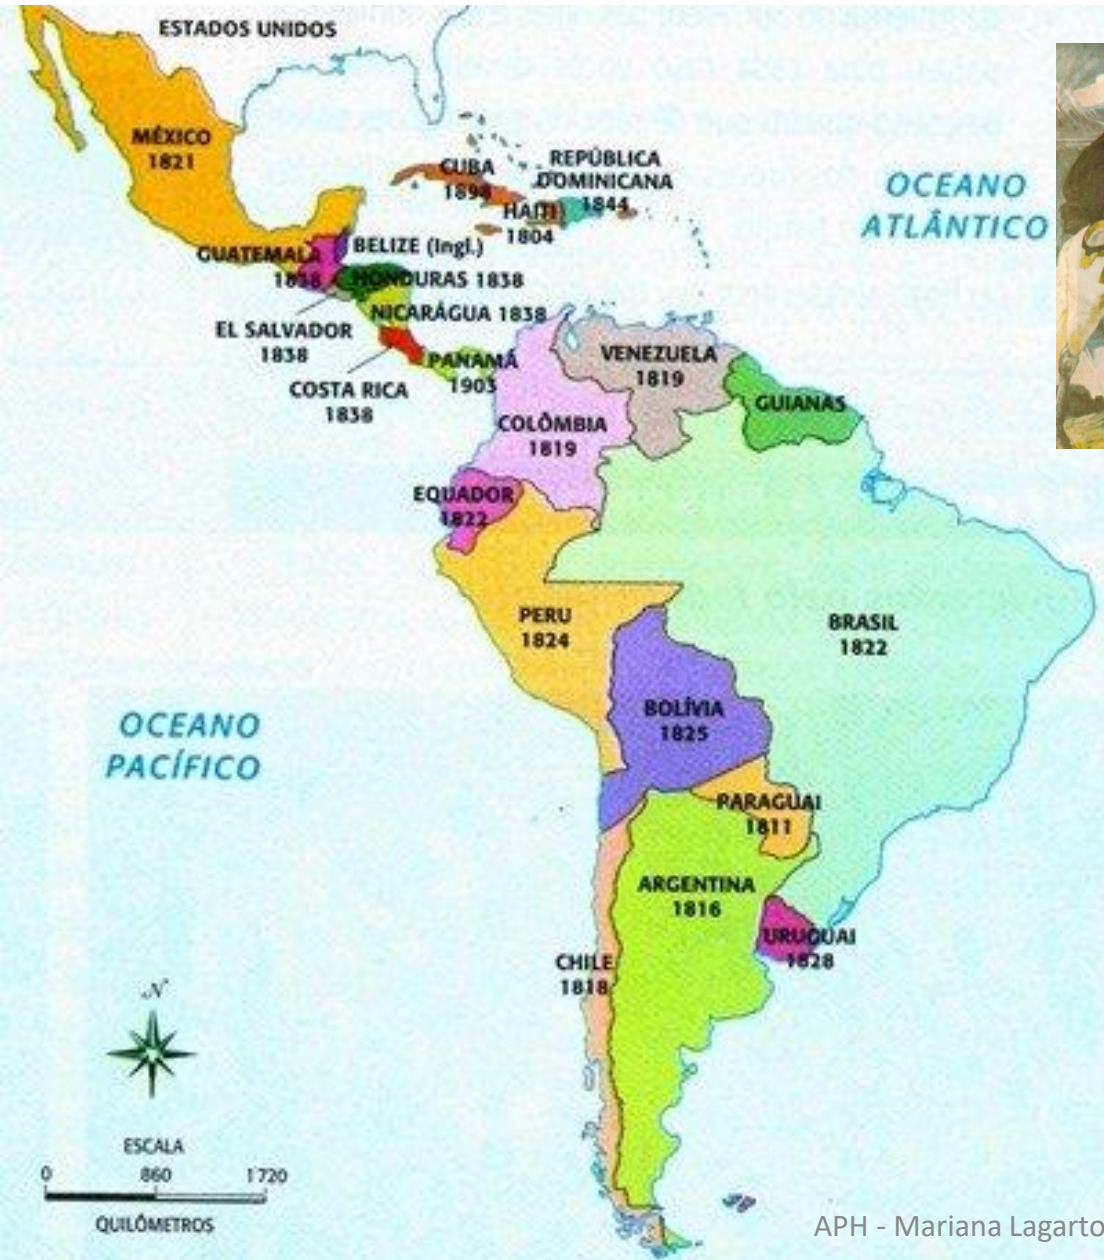 ESTADOS UNIDOS
MÉXICO
1821
CUBA
1898
REPÚBLICA
DOMINICANA
1844
HAITI
1804
OCEANO
ATLÂNTICO
GUATEMALA
1838
BELIZE (Ingl.)
HONDURAS 1838
NICARÁGUA 1838
EL SALVADOR
1838
COSTA RICA
1838
PANAMÁ
1903
VENEZUELA
1819
GUIANAS
COLÔMBIA
1819
EQUADOR
1822
PERU
1824
BRASIL
1822
BOLÍVIA
1825
OCEANO
PACÍFICO
PARAGUAI
1811
ARGENTINA
1816
URUGUAI
1828
CHILE
1818
N
ESCALA
0 860 1720
QUILÔMETROS
APH - Mariana Lagarto